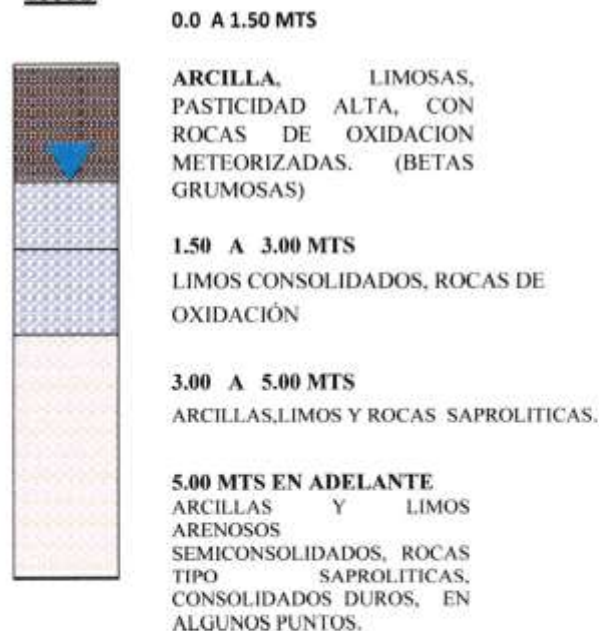 0.0 A 1.50 MTS
ARCILLA, LIMOSAS,
PASTICIDAD ALTA, CON
ROCAS DE OXIDACION
METEORIZADAS. (BETAS
GRUMOSAS)
1.50 A 3.00 MTS
LIMOS CONSOLIDADOS, ROCAS DE
OXIDACIÓN
3.00 A 5.00 MTS
ARCILLAS,LIMOS Y ROCAS SAPROLITICAS.
5.00 MTS EN ADELANTE
ARCILLAS Y LIMOS
ARENOSOS
SEMICONSOLIDADOS, ROCAS
TIPO SAPROLITICAS,
CONSOLIDADOS DUROS, EN
ALGUNOS PUNTOS.